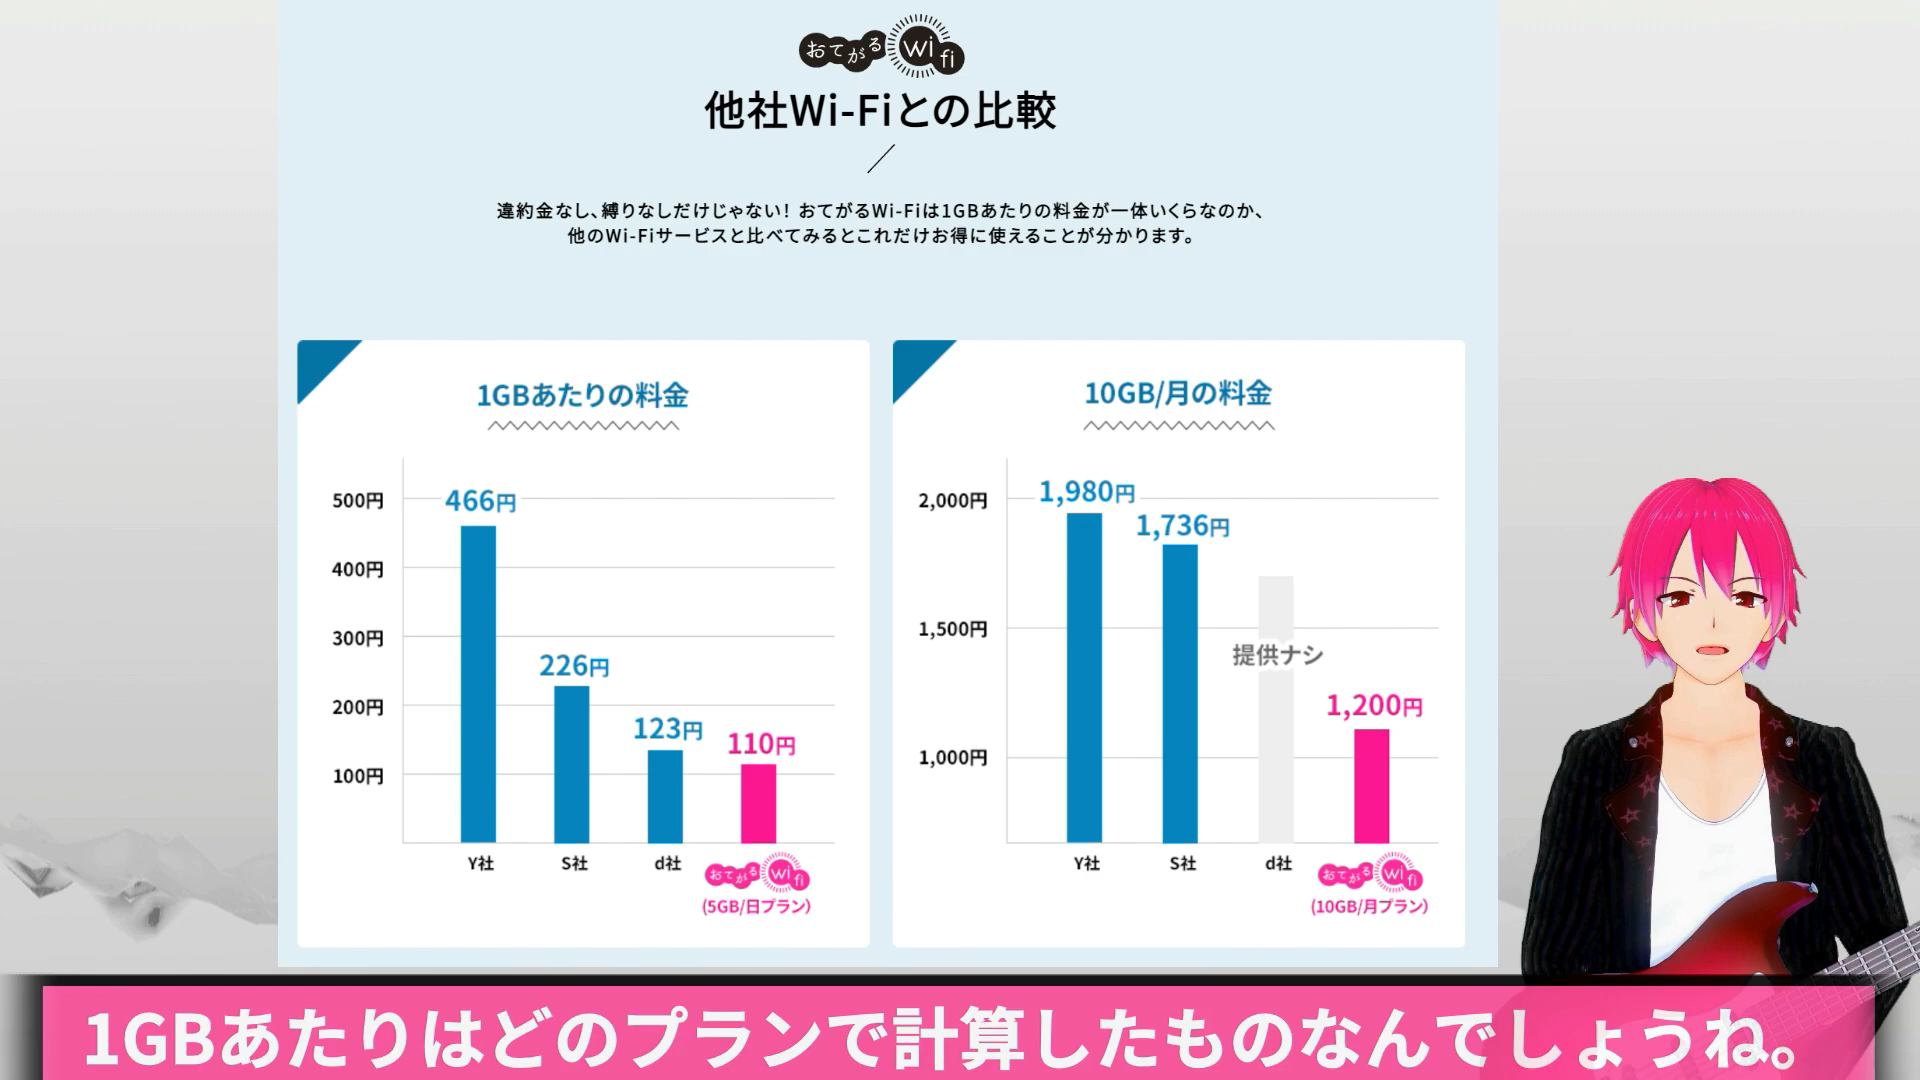 おてがるWifi
他社Wi-Fiとの比較
違約金なし、縛りなしだけじゃない！おてがるWi-Fiは1GBあたりの料金が一体いくらなのか、
他のWi-Fiサービスと比べてみるとこれだけお得に使えることが分かります。
1GBあたりの料金
500円
400円
300円
200円
100円
466円
226円
123円
110円
Y社
S社
d社
おてがるWifi
(5GB/日プラン)
10GB/月の料金
2,000円
1,500円
1,000円
1,980円
1,736円
提供ナシ
1,200円
Y社
S社
d社
おてがるWifi
(10GB/月プラン)
1GBあたりはどのプランで計算したものなんでしょうね。